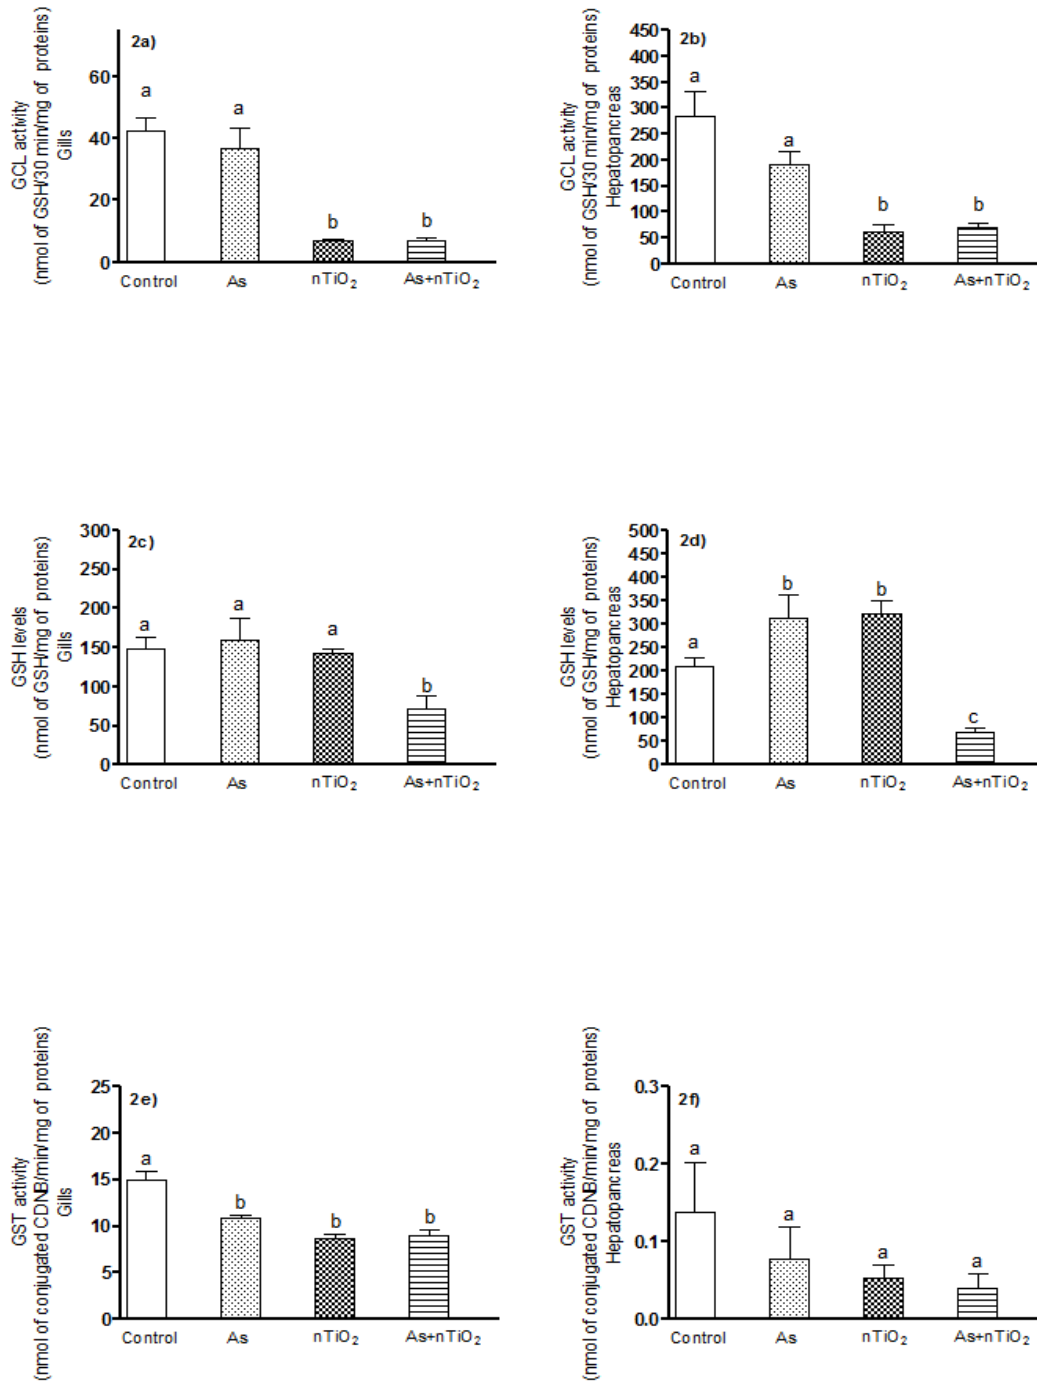 2a)
GCL activity
(nmol of GSH/30 min/mg of proteins)
Gills
60
40
20
0
a
a
b
b
Control As nTiO2 As+nTiO2
2b)
GCL activity
(nmol of GSH/30 min/mg of proteins)
Hepatopancreas
450
400
350
300
250
200
150
100
50
0
a
a
b
b
Control As nTiO2 As+nTiO2
2c)
GSH levels
(nmol of GSH/mg of proteins)
Gills
300
250
200
150
100
50
0
a
a
a
b
Control As nTiO2 As+nTiO2
2d)
GSH levels
(nmol of GSH/mg of proteins)
Hepatopancreas
500
450
400
350
300
250
200
150
100
50
0
a
b
b
c
Control As nTiO2 As+nTiO2
2e)
GST activity
(nmol of conjugated CDNB/min/mg of proteins)
Gills
25
20
15
10
5
0
a
b
b
b
Control As nTiO2 As+nTiO2
2f)
GST activity
(nmol of conjugated CDNB/min/mg of proteins)
Hepatopancreas
0.3
0.2
0.1
0.0
a
a
a
a
Control As nTiO2 As+nTiO2